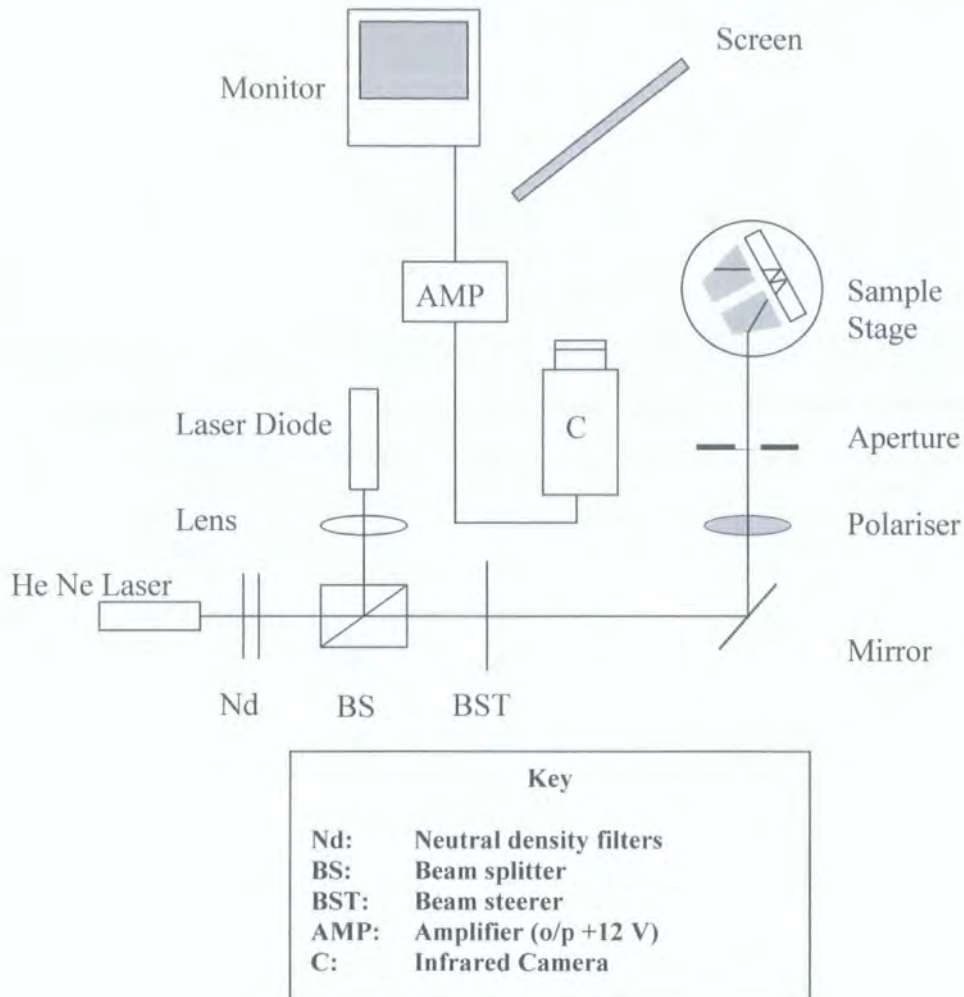 Screen
Monitor
AMP
Sample
Stage
C
Laser Diode
Aperture
Lens
Polariser
He Ne Laser
Mirror
Nd
BS
BST
Key
Nd: Neutral density filters
BS: Beam splitter
BST: Beam steerer
AMP: Amplifier (o/p +12 V)
C: Infrared Camera